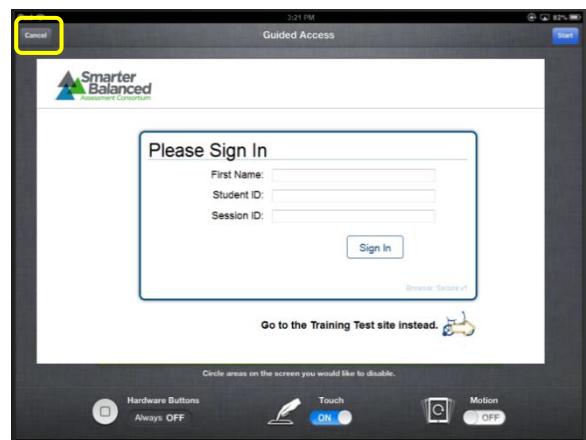 3:21 PM
82%
Cancel
Guided Access
Start
Smarter
Balanced
Assessment Consortium
Please Sign In
First Name:
Student ID:
Session ID:
Sign In
Browser: Secure v1
Go to the Training Test site instead.
Circle areas on the screen you would like to disable.
Hardware Buttons
Always OFF
Touch
ON
Motion
OFF